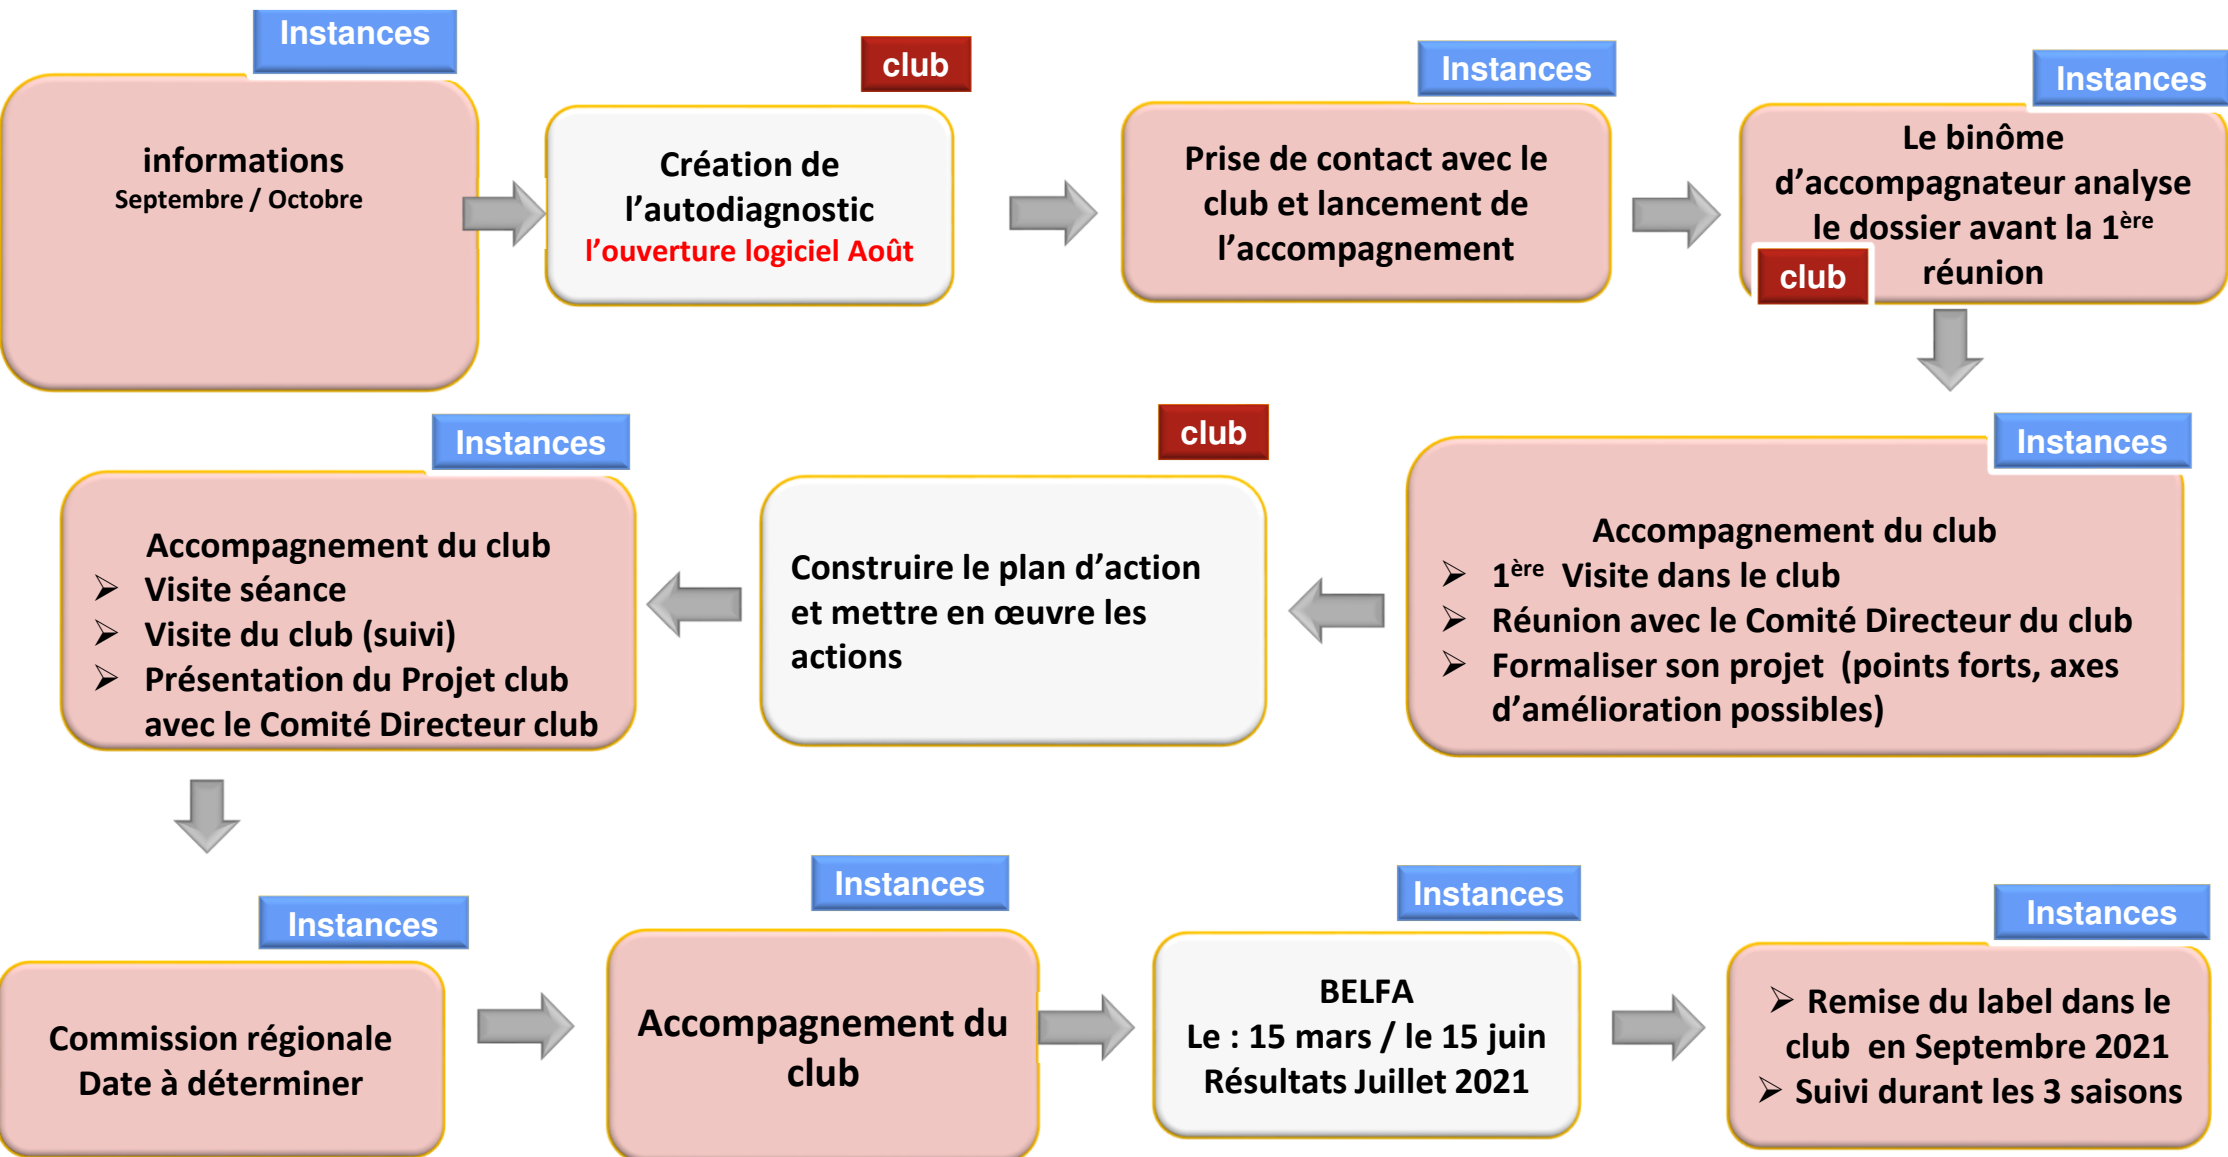 Instances
informations
Septembre / Octobre
club
Création de
l’autodiagnostic
l’ouverture logiciel Août
Instances
Prise de contact avec le
club et lancement de
l’accompagnement
Instances
Le binôme
d’accompagnateur analyse
le dossier avant la 1ère
réunion
club
Instances
Accompagnement du club
➢ 1ère Visite dans le club
➢ Réunion avec le Comité Directeur du club
➢ Formaliser son projet (points forts, axes
d’amélioration possibles)
club
Construire le plan d’action
et mettre en œuvre les
actions
Instances
Accompagnement du club
➢ Visite séance
➢ Visite du club (suivi)
➢ Présentation du Projet club
avec le Comité Directeur club
Instances
Commission régionale
Date à déterminer
Instances
Accompagnement du
club
Instances
BELFA
Le : 15 mars / le 15 juin
Résultats Juillet 2021
Instances
➢ Remise du label dans le
club en Septembre 2021
➢ Suivi durant les 3 saisons